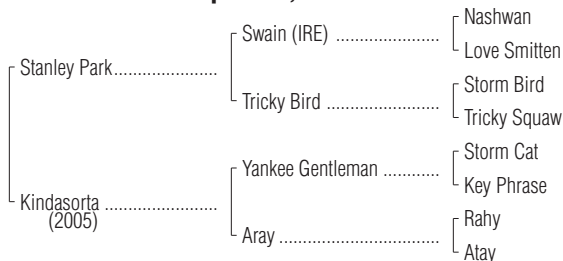 Stanley Park
Swain (IRE)
Nashwan
Love Smitten
Tricky Bird
Storm Bird
Tricky Squaw
Kindasorta
(2005)
Yankee Gentleman
Storm Cat
Key Phrase
Aray
Rahy
Atay